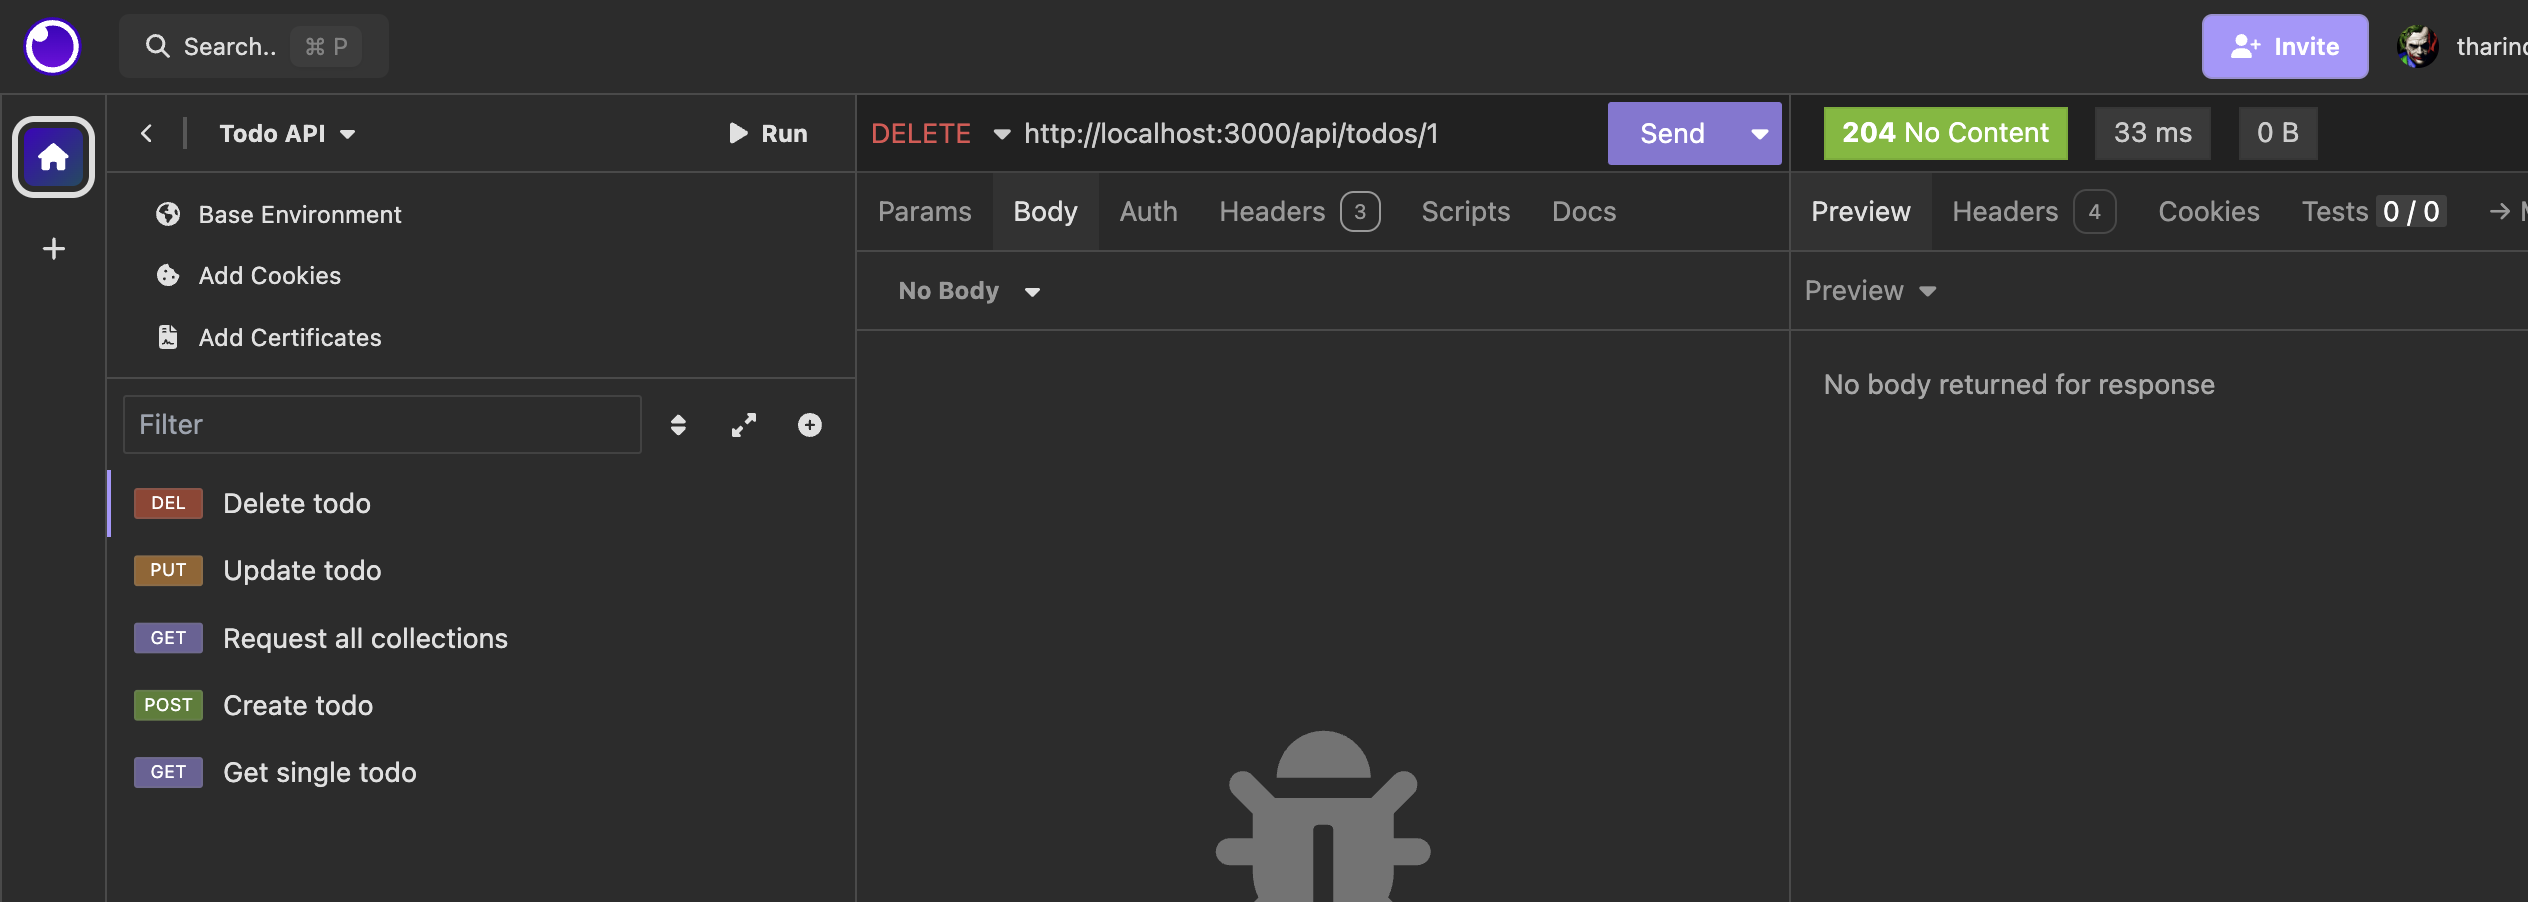 Search.. ⌘ P
Invite
Todo API
Run
Base Environment
Add Cookies
Add Certificates
Filter
DEL Delete todo
PUT Update todo
GET Request all collections
POST Create todo
GET Get single todo
DELETE http://localhost:3000/api/todos/1 Send
Params Body Auth Headers 3 Scripts Docs
No Body
204 No Content 33 ms 0 B
Preview Headers 4 Cookies Tests 0 / 0
Preview
No body returned for response